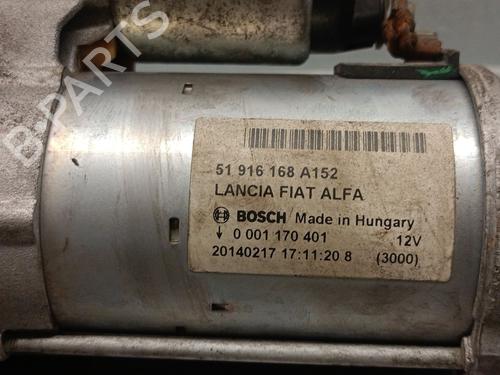 B-PARTS
51 916 168 A152
LANCIA FIAT ALFA
BOSCH Made in Hungary
↓ 0 001 170 401 12V
20140217 17:11:20 8 (3000)